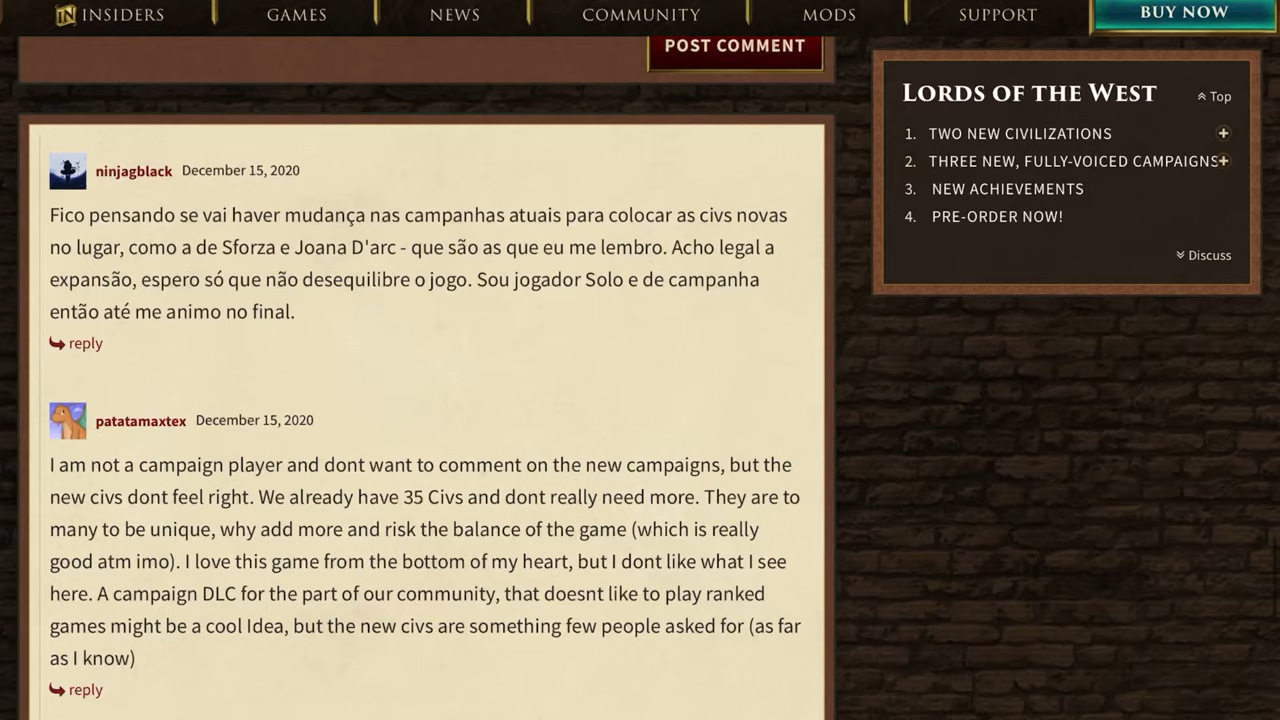 INSIDERS GAMES NEWS COMMUNITY MODS SUPPORT BUY NOW
POST COMMENT
ninjagblack December 15, 2020
Fico pensando se vai haver mudança nas campanhas atuais para colocar as civs novas
no lugar, como a de Sforza e Joana D'arc - que são as que eu me lembro. Acho legal a
expansão, espero só que não desequilibre o jogo. Sou jogador Solo e de campanha
então até me animo no final.
reply
patatamaxtex December 15, 2020
I am not a campaign player and dont want to comment on the new campaigns, but the
new civs dont feel right. We already have 35 Civs and dont really need more. They are to
many to be unique, why add more and risk the balance of the game (which is really
good atm imo). I love this game from the bottom of my heart, but I dont like what I see
here. A campaign DLC for the part of our community, that doesnt like to play ranked
games might be a cool Idea, but the new civs are something few people asked for (as far
as I know)
reply
LORDS OF THE WEST Top
1. TWO NEW CIVILIZATIONS
2. THREE NEW, FULLY-VOICED CAMPAIGNS
3. NEW ACHIEVEMENTS
4. PRE-ORDER NOW!
Discuss